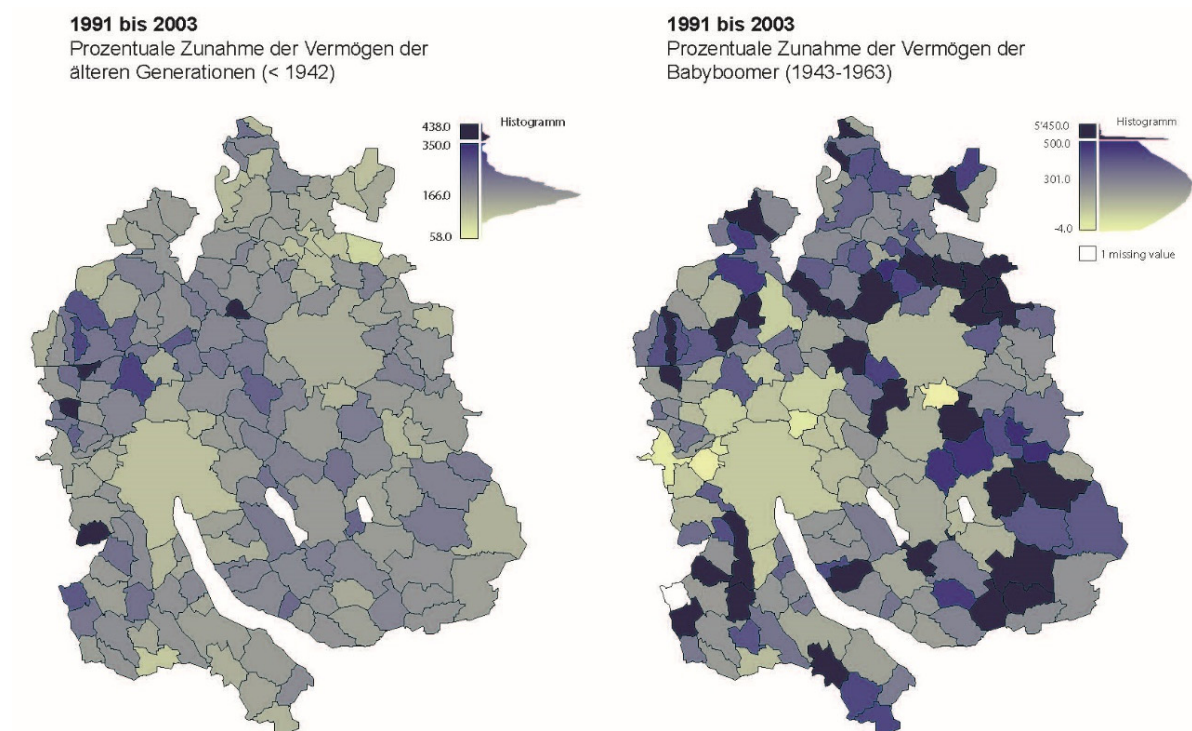 1991 bis 2003
Prozentuale Zunahme der Vermögen der
älteren Generationen (< 1942)
438.0
Histogramm
350.0
166.0
58.0
1991 bis 2003
Prozentuale Zunahme der Vermögen der
Babyboomer (1943-1963)
5'450.0
Histogramm
500.0
301.0
-4.0
1 missing value